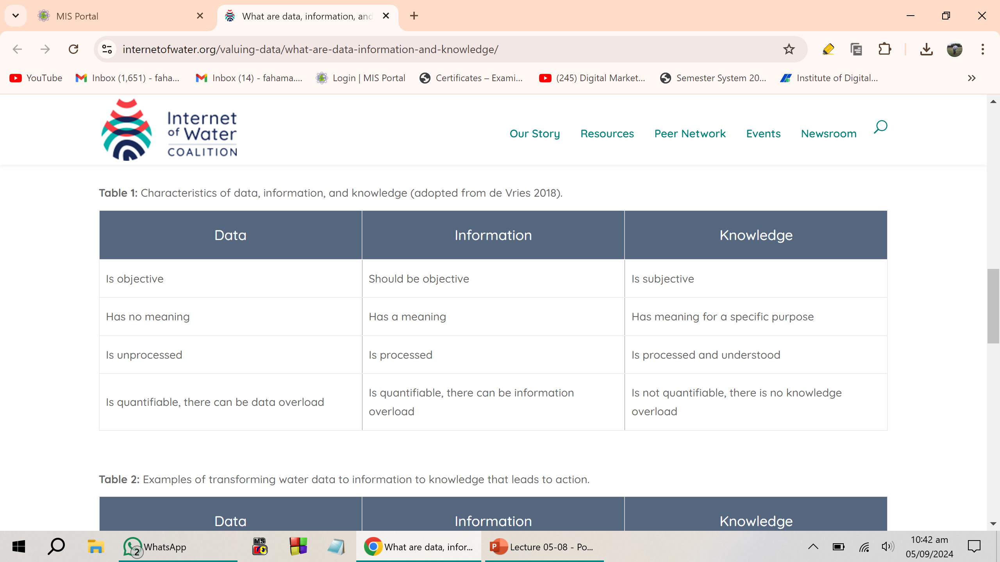 MIS Portal
What are data, information, and
internetofwater.org/valuing-data/what-are-data-information-and-knowledge/
YouTube
Inbox (1,651) - faha...
Inbox (14) - fahama....
Login | MIS Portal
Certificates – Exami...
(245) Digital Market...
Semester System 20...
Institute of Digital...
Internet
of Water
COALITION
Our Story
Resources
Peer Network
Events
Newsroom
Table 1: Characteristics of data, information, and knowledge (adopted from de Vries 2018).
Data
Information
Knowledge
Is objective
Should be objective
Is subjective
Has no meaning
Has a meaning
Has meaning for a specific purpose
Is unprocessed
Is processed
Is processed and understood
Is quantifiable, there can be data overload
Is quantifiable, there can be information
overload
Is not quantifiable, there is no knowledge
overload
Table 2: Examples of transforming water data to information to knowledge that leads to action.
Data
Information
Knowledge
2
WhatsApp
MS
What are data, infor...
P
Lecture 05-08 - Po...
10:42 am
05/09/2024